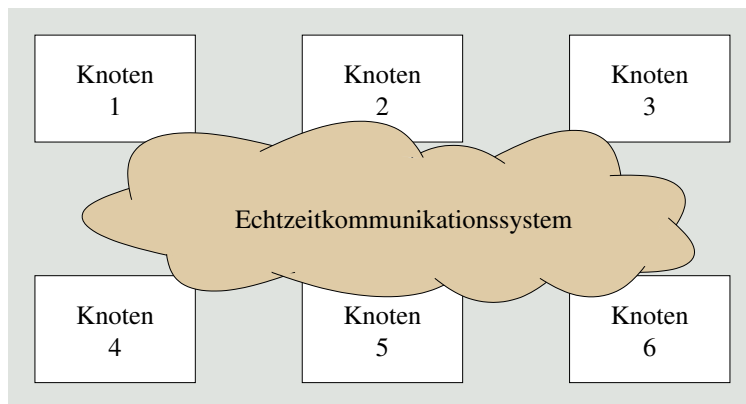 Knoten
1
Knoten
2
Knoten
3
Echtzeitkommunikationssystem
Knoten
4
Knoten
5
Knoten
6